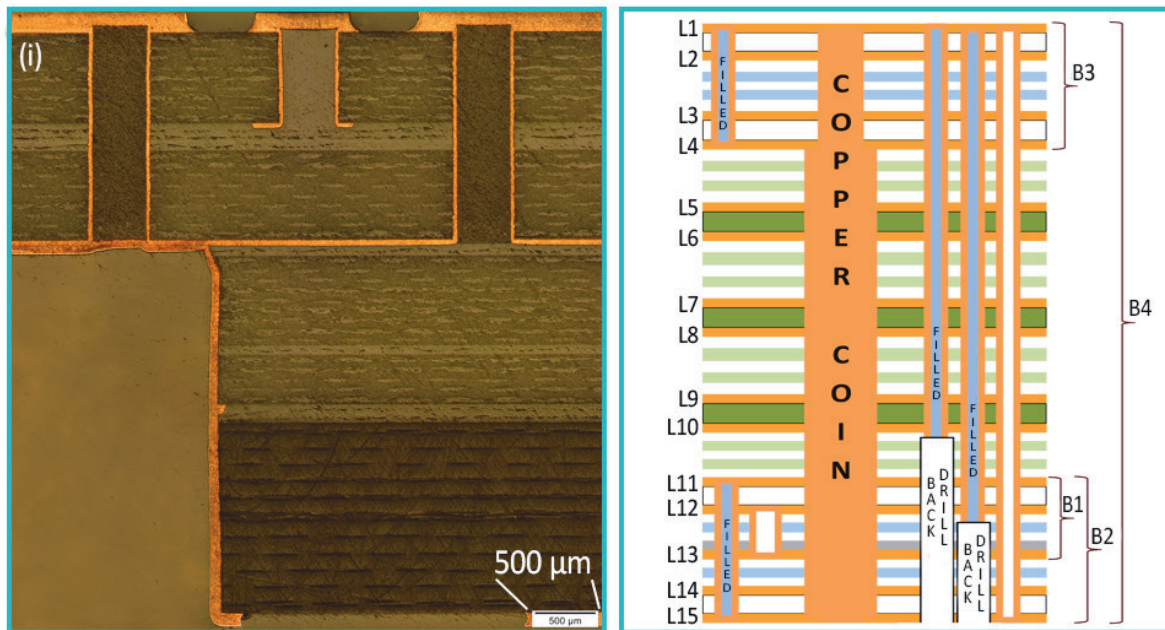 (i)
500 µm
500 µm
L1
L2
L3
L4
L5
L6
L7
L8
L9
L10
L11
L12
L13
L14
L15
FILLED
COPPER COIN
FILLED
FILLED
FILLED
BACK DRILL
BACK DRILL
B3
B4
B1
B2